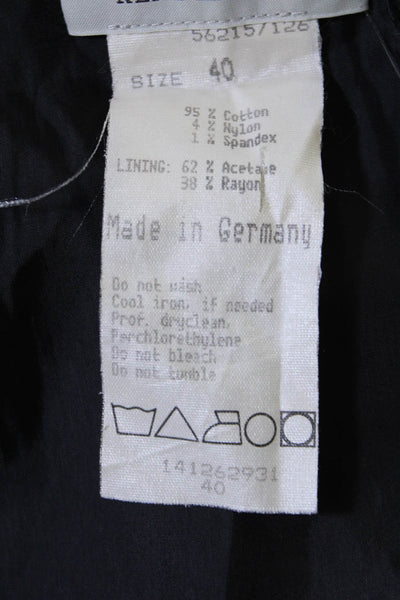 56215/126
SIZE 40
95 % Cotton
4 % Nylon
1 % Spandex
LINING: 62 % Acetate
38 % Rayon
Made in Germany
Do not wash
Cool iron, if needed
Prof. dryclean,
Perchlorethylene
Do not bleach
Do not tumble
141262931
40